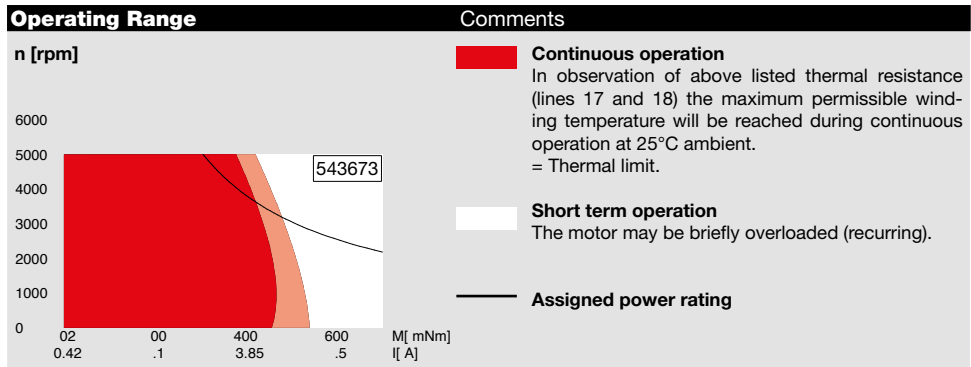 Operating Range
Comments
n [rpm]
Continuous operation
In observation of above listed thermal resistance
(lines 17 and 18) the maximum permissible wind-
ing temperature will be reached during continuous
operation at 25°C ambient.
= Thermal limit.
6000
5000
543673
4000
Short term operation
The motor may be briefly overloaded (recurring).
3000
2000
1000
Assigned power rating
0
02 00 400 600 M[ mNm]
0.42 .1 3.85 .5 I[ A]